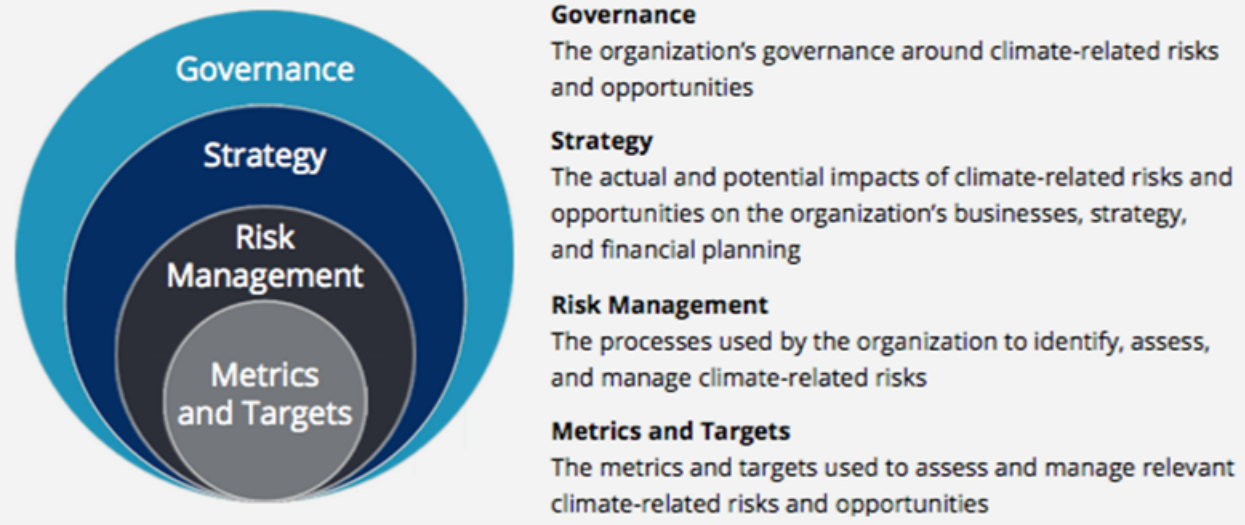 Governance
Strategy
Risk
Management
Metrics
and Targets
Governance
The organization’s governance around climate-related risks
and opportunities
Strategy
The actual and potential impacts of climate-related risks and
opportunities on the organization’s businesses, strategy,
and financial planning
Risk Management
The processes used by the organization to identify, assess,
and manage climate-related risks
Metrics and Targets
The metrics and targets used to assess and manage relevant
climate-related risks and opportunities